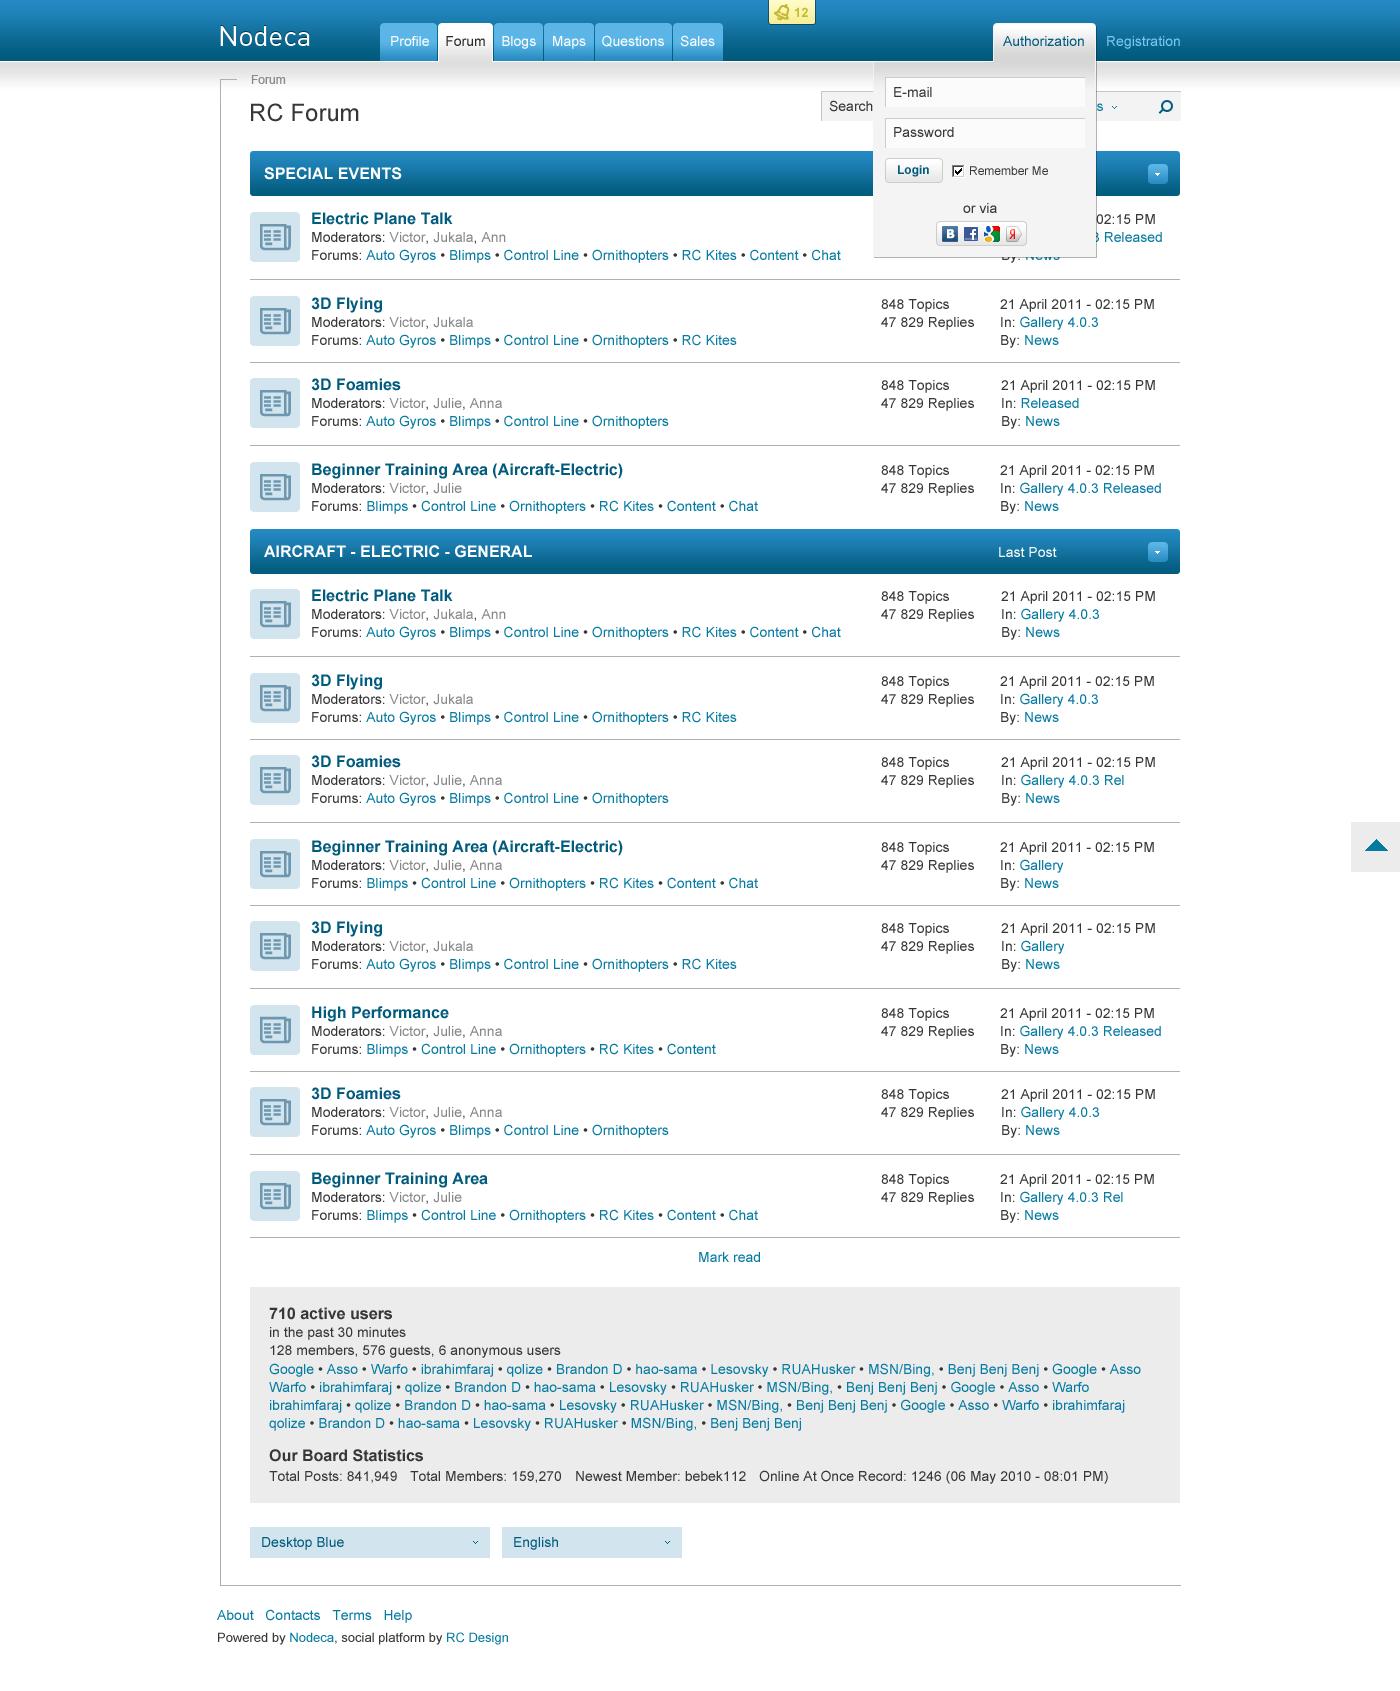 Nodeca
Profile Forum Blogs Maps Questions Sales
12
Authorization Registration
Forum
RC Forum
Search
E-mail
Password
Login Remember Me
or via
SPECIAL EVENTS
Electric Plane Talk
02:15 PM
Moderators: Victor, Jukala, Ann
Released
Forums: Auto Gyros • Blimps • Control Line • Ornithopters • RC Kites • Content • Chat
By: News
3D Flying
848 Topics 21 April 2011 - 02:15 PM
Moderators: Victor, Jukala
47 829 Replies In: Gallery 4.0.3
Forums: Auto Gyros • Blimps • Control Line • Ornithopters • RC Kites
By: News
3D Foamies
848 Topics 21 April 2011 - 02:15 PM
Moderators: Victor, Julie, Anna
47 829 Replies In: Released
Forums: Auto Gyros • Blimps • Control Line • Ornithopters
By: News
Beginner Training Area (Aircraft-Electric)
848 Topics 21 April 2011 - 02:15 PM
Moderators: Victor, Julie
47 829 Replies In: Gallery 4.0.3 Released
Forums: Blimps • Control Line • Ornithopters • RC Kites • Content • Chat
By: News
AIRCRAFT - ELECTRIC - GENERAL Last Post
Electric Plane Talk
848 Topics 21 April 2011 - 02:15 PM
Moderators: Victor, Jukala, Ann
47 829 Replies In: Gallery 4.0.3
Forums: Auto Gyros • Blimps • Control Line • Ornithopters • RC Kites • Content • Chat
By: News
3D Flying
848 Topics 21 April 2011 - 02:15 PM
Moderators: Victor, Jukala
47 829 Replies In: Gallery 4.0.3
Forums: Auto Gyros • Blimps • Control Line • Ornithopters • RC Kites
By: News
3D Foamies
848 Topics 21 April 2011 - 02:15 PM
Moderators: Victor, Julie, Anna
47 829 Replies In: Gallery 4.0.3 Rel
Forums: Auto Gyros • Blimps • Control Line • Ornithopters
By: News
Beginner Training Area (Aircraft-Electric)
848 Topics 21 April 2011 - 02:15 PM
Moderators: Victor, Julie, Anna
47 829 Replies In: Gallery
Forums: Blimps • Control Line • Ornithopters • RC Kites • Content • Chat
By: News
3D Flying
848 Topics 21 April 2011 - 02:15 PM
Moderators: Victor, Jukala
47 829 Replies In: Gallery
Forums: Auto Gyros • Blimps • Control Line • Ornithopters • RC Kites
By: News
High Performance
848 Topics 21 April 2011 - 02:15 PM
Moderators: Victor, Julie, Anna
47 829 Replies In: Gallery 4.0.3 Released
Forums: Blimps • Control Line • Ornithopters • RC Kites • Content
By: News
3D Foamies
848 Topics 21 April 2011 - 02:15 PM
Moderators: Victor, Julie, Anna
47 829 Replies In: Gallery 4.0.3
Forums: Auto Gyros • Blimps • Control Line • Ornithopters
By: News
Beginner Training Area
848 Topics 21 April 2011 - 02:15 PM
Moderators: Victor, Julie
47 829 Replies In: Gallery 4.0.3 Rel
Forums: Blimps • Control Line • Ornithopters • RC Kites • Content • Chat
By: News
Mark read
710 active users
in the past 30 minutes
128 members, 576 guests, 6 anonymous users
Google • Asso • Warfo • ibrahimfaraj • qolize • Brandon D • hao-sama • Lesovsky • RUAHusker • MSN/Bing, • Benj Benj Benj • Google • Asso
Warfo • ibrahimfaraj • qolize • Brandon D • hao-sama • Lesovsky • RUAHusker • MSN/Bing, • Benj Benj Benj • Google • Asso • Warfo
ibrahimfaraj • qolize • Brandon D • hao-sama • Lesovsky • RUAHusker • MSN/Bing, • Benj Benj Benj • Google • Asso • Warfo • ibrahimfaraj
qolize • Brandon D • hao-sama • Lesovsky • RUAHusker • MSN/Bing, • Benj Benj Benj
Our Board Statistics
Total Posts: 841,949 Total Members: 159,270 Newest Member: bebek112 Online At Once Record: 1246 (06 May 2010 - 08:01 PM)
Desktop Blue English
About Contacts Terms Help
Powered by Nodeca, social platform by RC Design